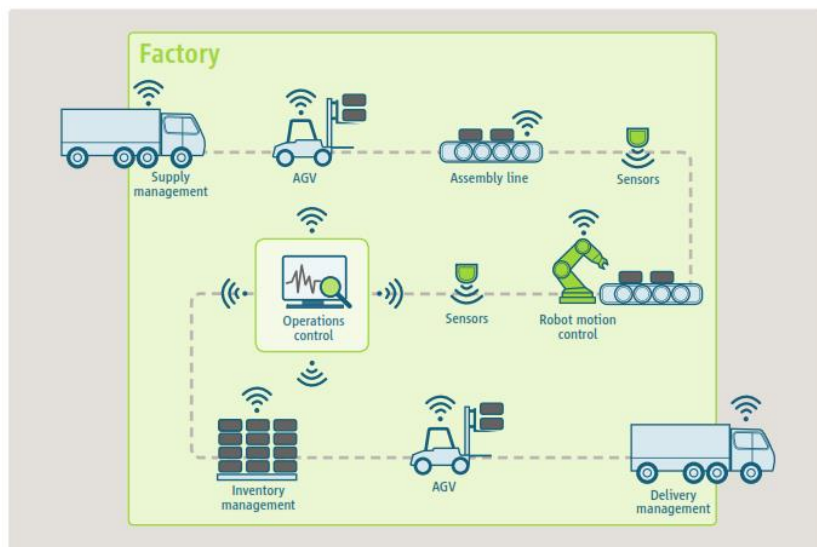 Factory
Supply
management
AGV
Assembly line
Sensors
Operations
control
Sensors
Robot motion
control
Inventory
management
AGV
Delivery
management